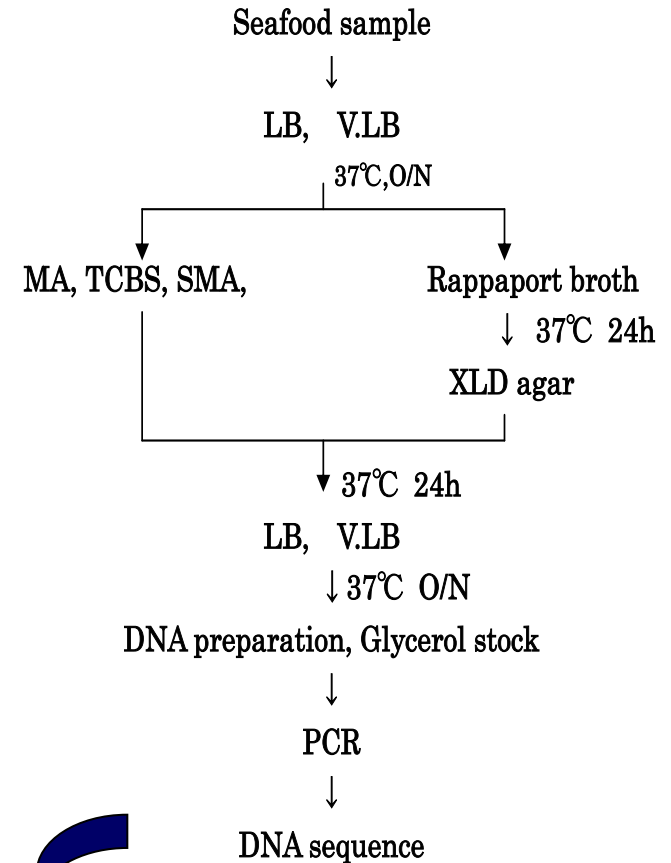 Seafood sample
LB, V.LB
37℃,O/N
MA, TCBS, SMA,
Rappaport broth
37℃ 24h
XLD agar
37℃ 24h
LB, V.LB
37℃ O/N
DNA preparation, Glycerol stock
PCR
DNA sequence